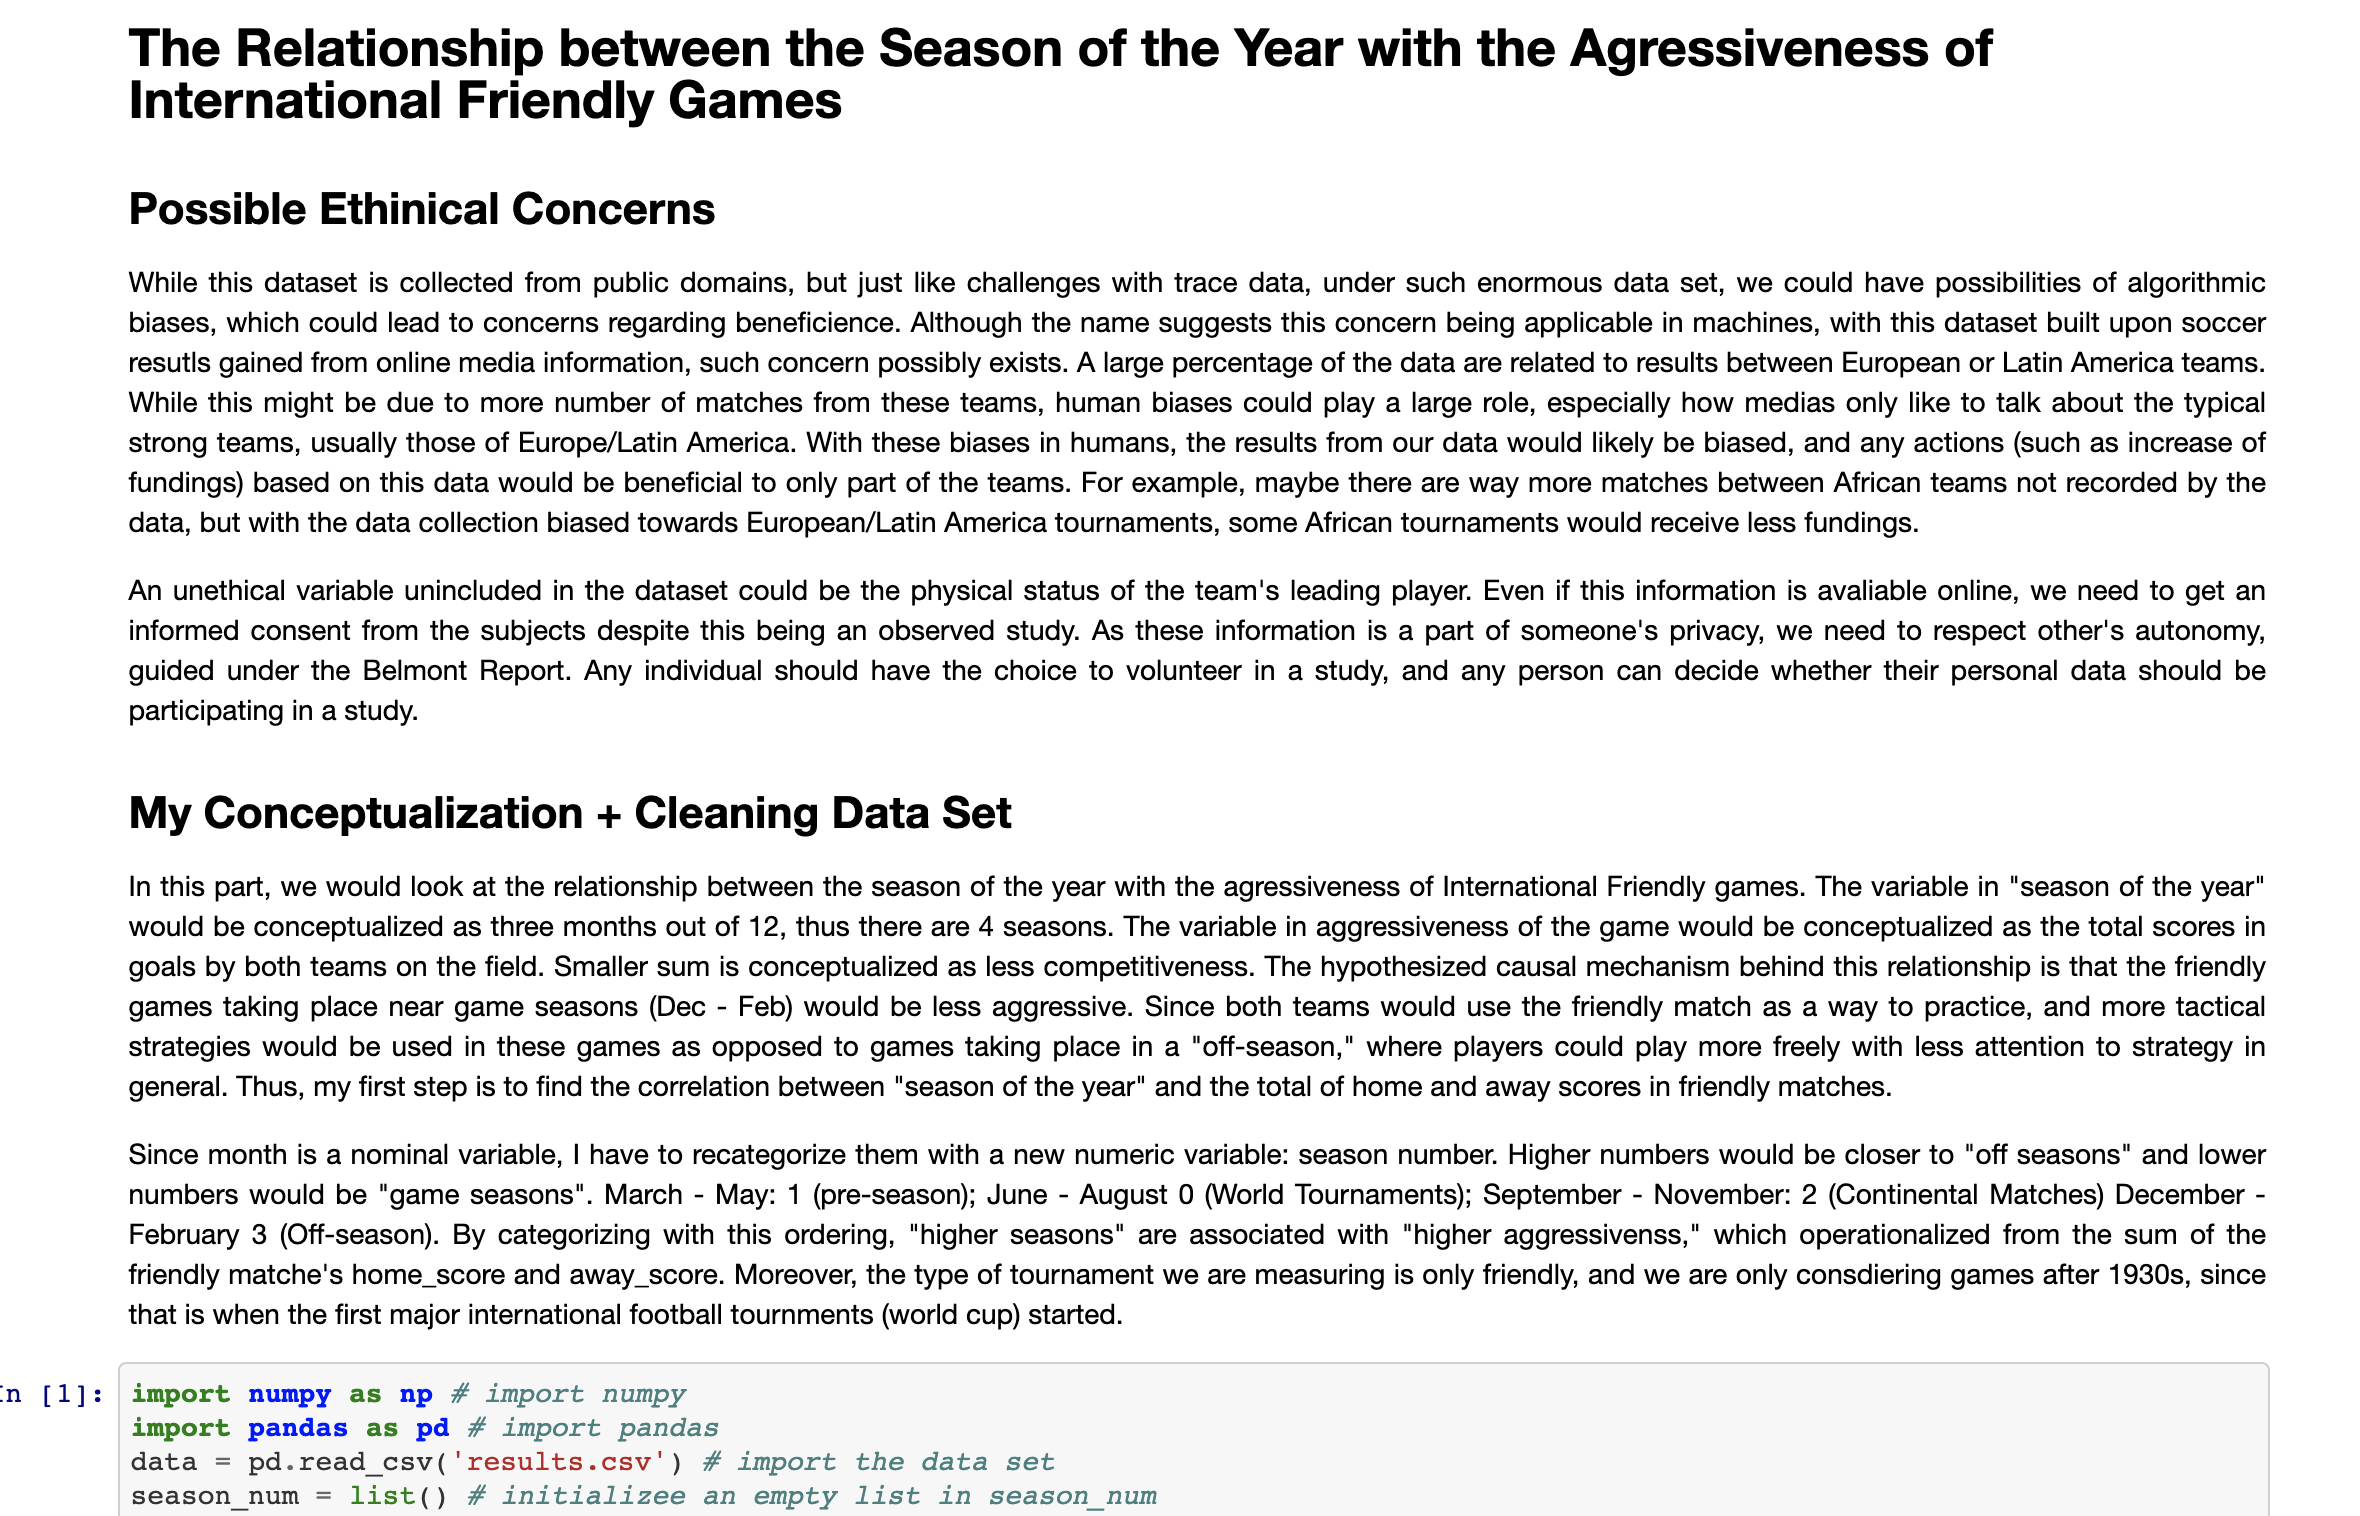 The Relationship between the Season of the Year with the Agressiveness of
International Friendly Games
Possible Ethinical Concerns
While this dataset is collected from public domains, but just like challenges with trace data, under such enormous data set, we could have possibilities of algorithmic
biases, which could lead to concerns regarding beneficience. Although the name suggests this concern being applicable in machines, with this dataset built upon soccer
resutls gained from online media information, such concern possibly exists. A large percentage of the data are related to results between European or Latin America teams.
While this might be due to more number of matches from these teams, human biases could play a large role, especially how medias only like to talk about the typical
strong teams, usually those of Europe/Latin America. With these biases in humans, the results from our data would likely be biased, and any actions (such as increase of
fundings) based on this data would be beneficial to only part of the teams. For example, maybe there are way more matches between African teams not recorded by the
data, but with the data collection biased towards European/Latin America tournaments, some African tournaments would receive less fundings.
An unethical variable unincluded in the dataset could be the physical status of the team's leading player. Even if this information is avaliable online, we need to get an
informed consent from the subjects despite this being an observed study. As these information is a part of someone's privacy, we need to respect other's autonomy,
guided under the Belmont Report. Any individual should have the choice to volunteer in a study, and any person can decide whether their personal data should be
participating in a study.
My Conceptualization + Cleaning Data Set
In this part, we would look at the relationship between the season of the year with the agressiveness of International Friendly games. The variable in "season of the year"
would be conceptualized as three months out of 12, thus there are 4 seasons. The variable in aggressiveness of the game would be conceptualized as the total scores in
goals by both teams on the field. Smaller sum is conceptualized as less competitiveness. The hypothesized causal mechanism behind this relationship is that the friendly
games taking place near game seasons (Dec - Feb) would be less aggressive. Since both teams would use the friendly match as a way to practice, and more tactical
strategies would be used in these games as opposed to games taking place in a "off-season," where players could play more freely with less attention to strategy in
general. Thus, my first step is to find the correlation between "season of the year" and the total of home and away scores in friendly matches.
Since month is a nominal variable, I have to recategorize them with a new numeric variable: season number. Higher numbers would be closer to "off seasons" and lower
numbers would be "game seasons". March - May: 1 (pre-season); June - August 0 (World Tournaments); September - November: 2 (Continental Matches) December -
February 3 (Off-season). By categorizing with this ordering, "higher seasons" are associated with "higher aggressivenss," which operationalized from the sum of the
friendly matche's home_score and away_score. Moreover, the type of tournament we are measuring is only friendly, and we are only consdiering games after 1930s, since
that is when the first major international football tournments (world cup) started.
In [1]: import numpy as np # import numpy
import pandas as pd # import pandas
data = pd.read_csv('results.csv') # import the data set
season_num = list() # initializee an empty list in season_num